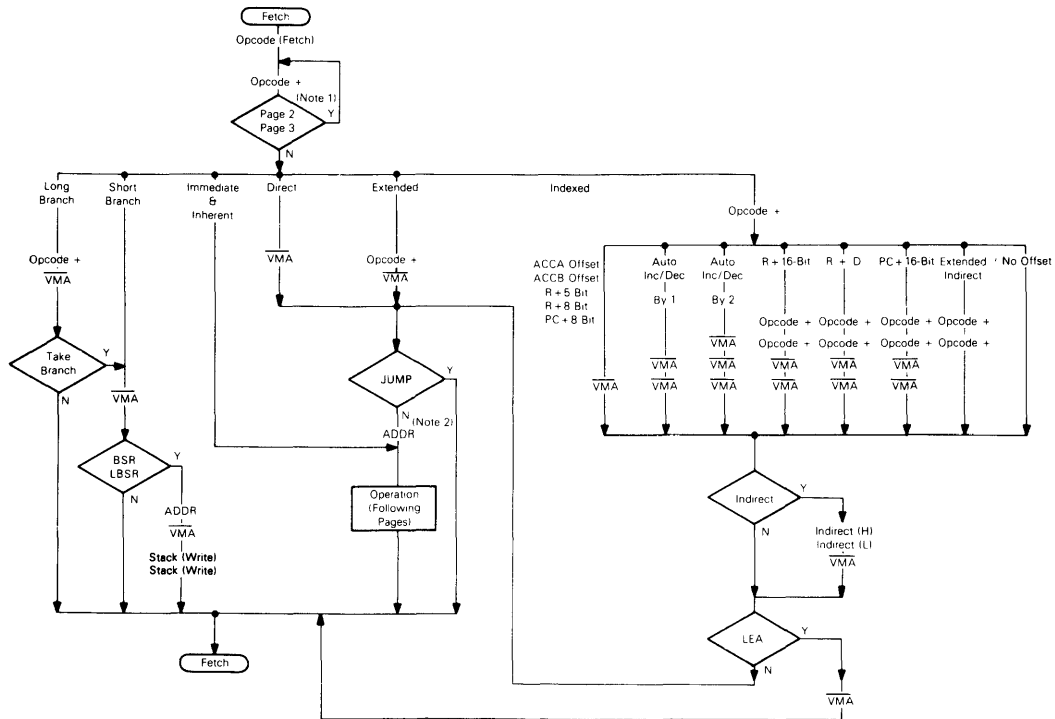 Fetch
Opcode (Fetch)
Opcode +
(Note 1)
Page 2
Page 3
Y
N
Long
Branch
Short
Branch
Immediate
&
Inherent
Direct
Extended
Indexed
Opcode +
VMA
Take
Branch
Y
N
VMA
BSR
LBSR
Y
N
ADDR
VMA
Stack (Write)
Stack (Write)
VMA
Opcode +
VMA
JUMP
Y
N
(Note 2)
ADDR
Operation
(Following
Pages)
Fetch
Opcode +
ACCA Offset
ACCB Offset
R + 5 Bit
R + 8 Bit
PC + 8 Bit
VMA
Auto
Inc/Dec
By 1
VMA
VMA
Auto
Inc/Dec
By 2
VMA
VMA
VMA
R + 16-Bit
Opcode +
Opcode +
VMA
VMA
R + D
Opcode +
Opcode +
VMA
VMA
PC + 16-Bit
Opcode +
Opcode +
VMA
VMA
Extended
Indirect
Opcode +
Opcode +
No Offset
Indirect
Y
N
Indirect (H)
Indirect (L)
VMA
LEA
Y
N
VMA